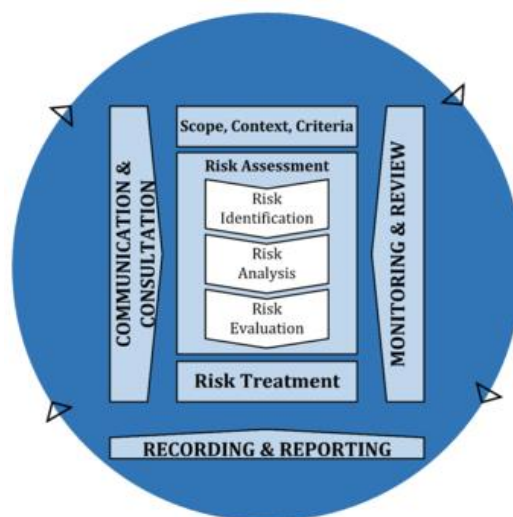 Scope, Context, Criteria
Risk Assessment
Risk
Identification
Risk
Analysis
Risk
Evaluation
Risk Treatment
COMMUNICATION &
CONSULTATION
MONITORING & REVIEW
RECORDING & REPORTING